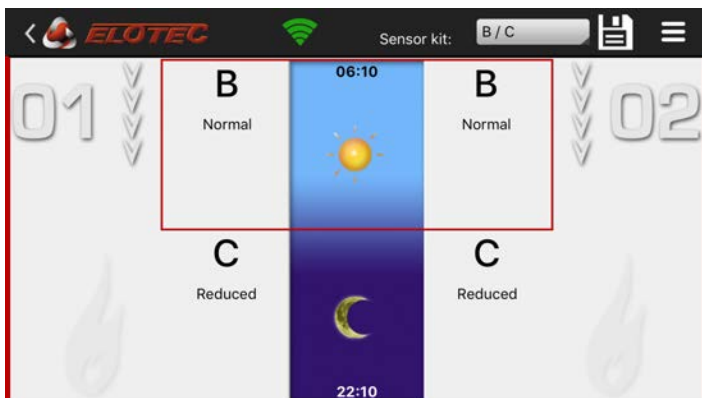 ELOTEC
Sensor kit:
B / C
01
B
Normal
06:10
B
Normal
02
C
Reduced
C
Reduced
22:10